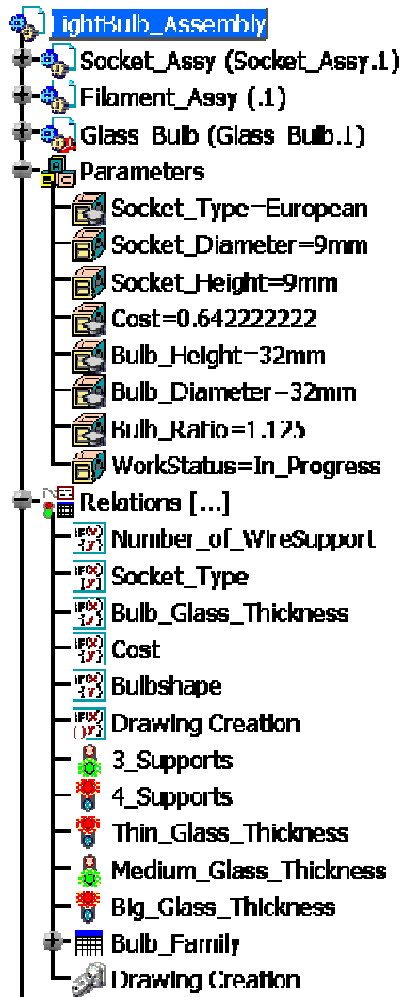 LightBulb_Assembly
Socket_Assy (Socket_Assy.1)
Filament_Assy (.1)
Glass Bulb (Glass Bulb.1)
Parameters
Socket_Type=European
Socket_Diameter=9mm
Socket_Height=9mm
Cost=0.642222222
Bulb_Height=32mm
Bulb_Diameter=32mm
Bulb_Ratio=1.125
WorkStatus=In_Progress
Relations [...]
Number_of_WireSupport
Socket_Type
Bulb_Glass_Thickness
Cost
Bulbshape
Drawing Creation
3_Supports
4_Supports
Thin_Glass_Thickness
Medium_Glass_Thickness
Big_Glass_Thickness
Bulb_Family
Drawing Creation